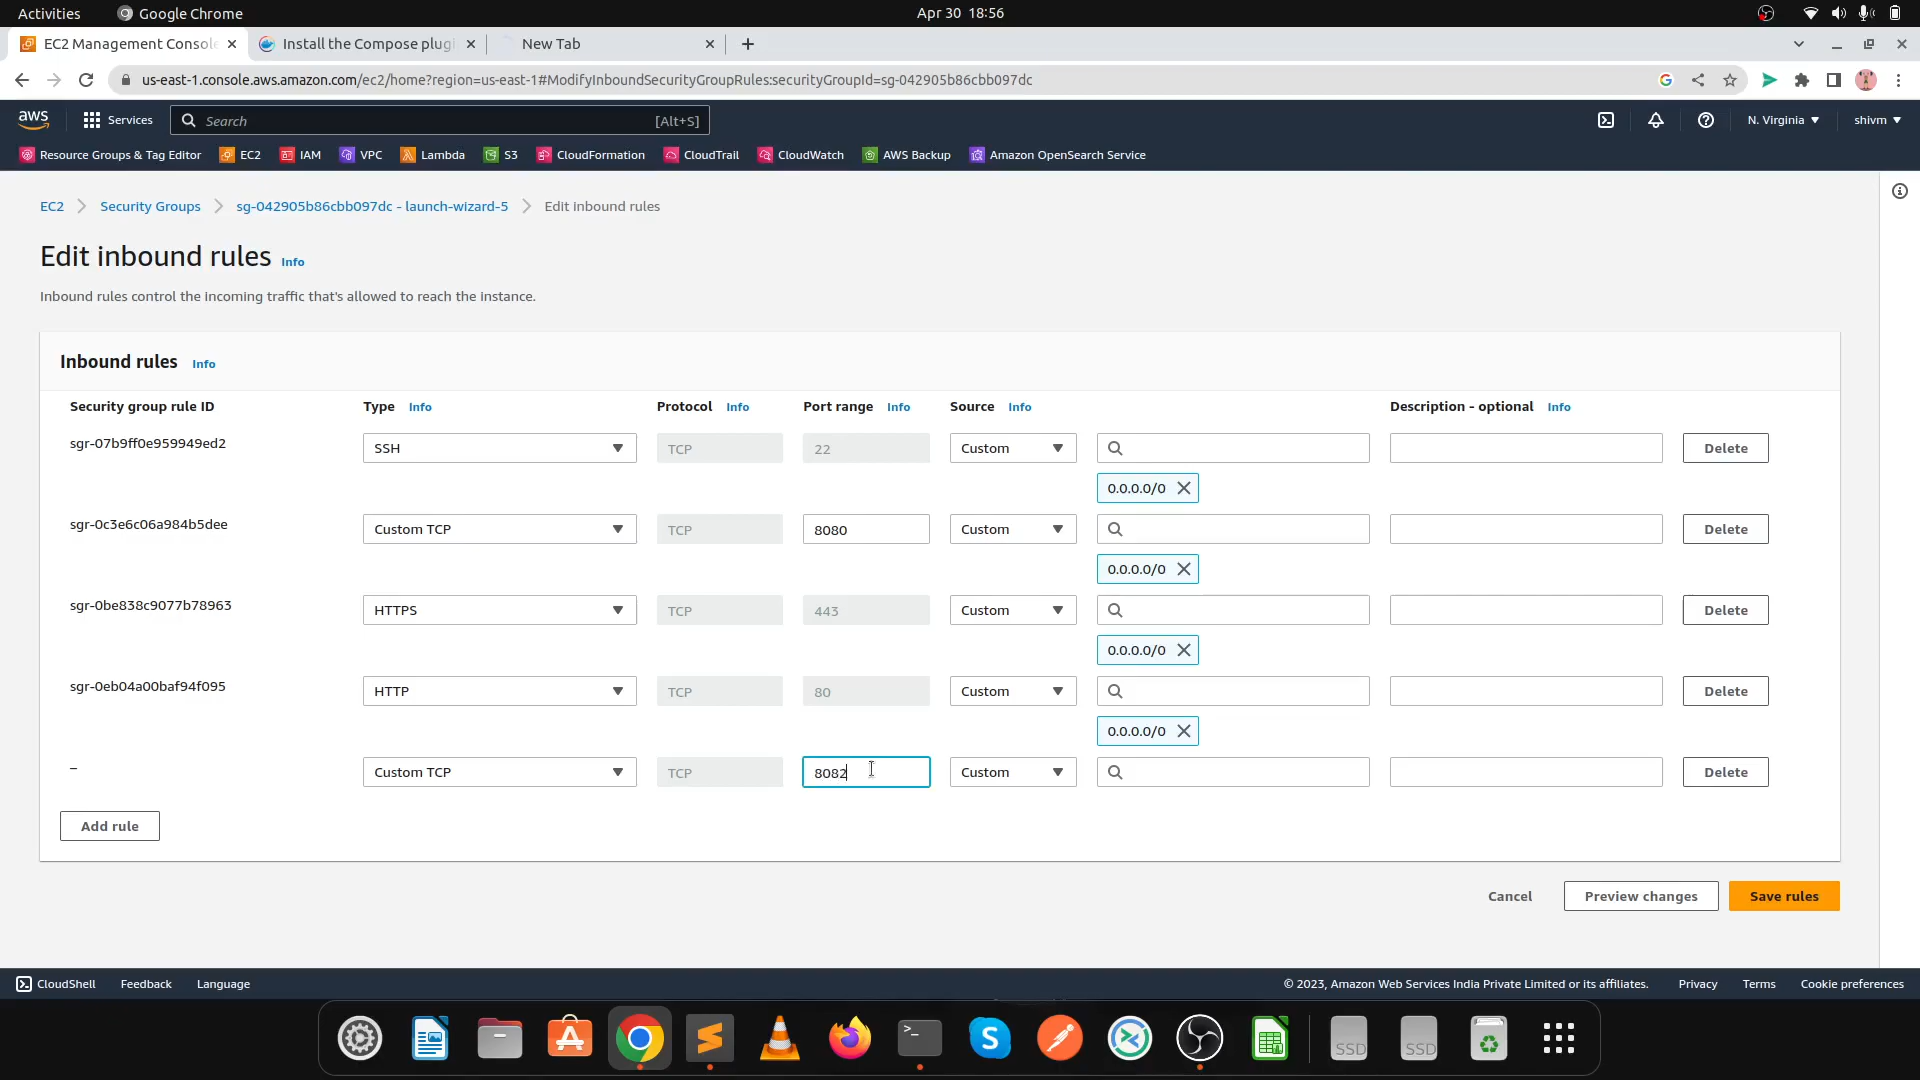 Activities Google Chrome Apr 30 18:56
EC2 Management Consol Install the Compose plug New Tab
us-east-1.console.aws.amazon.com/ec2/home?region=us-east-1#ModifyInboundSecurityGroupRules:securityGroupId=sg-042905b86cbb097dc
aws Services Search [Alt+S] N. Virginia shivm
Resource Groups & Tag Editor EC2 IAM VPC Lambda S3 CloudFormation CloudTrail CloudWatch AWS Backup Amazon OpenSearch Service
EC2 Security Groups sg-042905b86cbb097dc - launch-wizard-5 Edit inbound rules
Edit inbound rules Info
Inbound rules control the incoming traffic that's allowed to reach the instance.
Inbound rules Info
Security group rule ID Type Info Protocol Info Port range Info Source Info Description - optional Info
sgr-07b9ff0e959949ed2 SSH TCP 22 Custom Delete
0.0.0.0/0
sgr-0c3e6c06a984b5dee Custom TCP TCP 8080 Custom Delete
0.0.0.0/0
sgr-0be838c9077b78963 HTTPS TCP 443 Custom Delete
0.0.0.0/0
sgr-0eb04a00baf94f095 HTTP TCP 80 Custom Delete
0.0.0.0/0
– Custom TCP TCP 8082 Custom Delete
Add rule
Cancel Preview changes Save rules
CloudShell Feedback Language © 2023, Amazon Web Services India Private Limited or its affiliates. Privacy Terms Cookie preferences
S SSD SSD